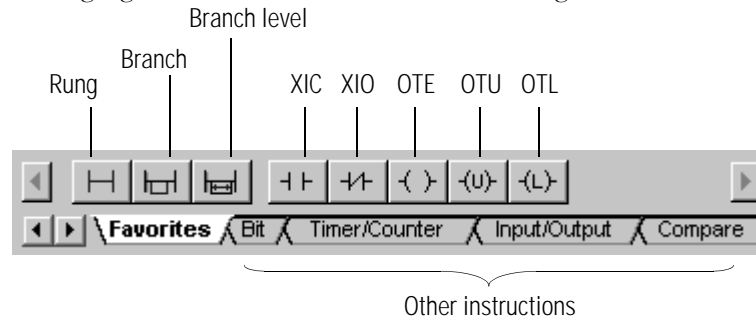 Branch level
Branch
Rung XIC XIO OTE OTU OTL
(U) (L)
Favorites Bit Timer/Counter Input/Output Compare
Other instructions